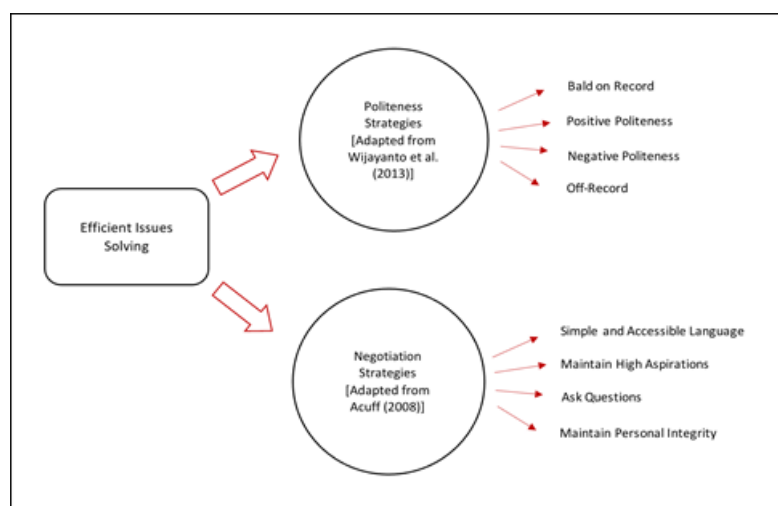 Efficient Issues
Solving
Politeness
Strategies
[Adapted from
Wijayanto et al.
(2013)]
Bald on Record
Positive Politeness
Negative Politeness
Off-Record
Negotiation
Strategies
[Adapted from
Acuff (2008)]
Simple and Accessible Language
Maintain High Aspirations
Ask Questions
Maintain Personal Integrity